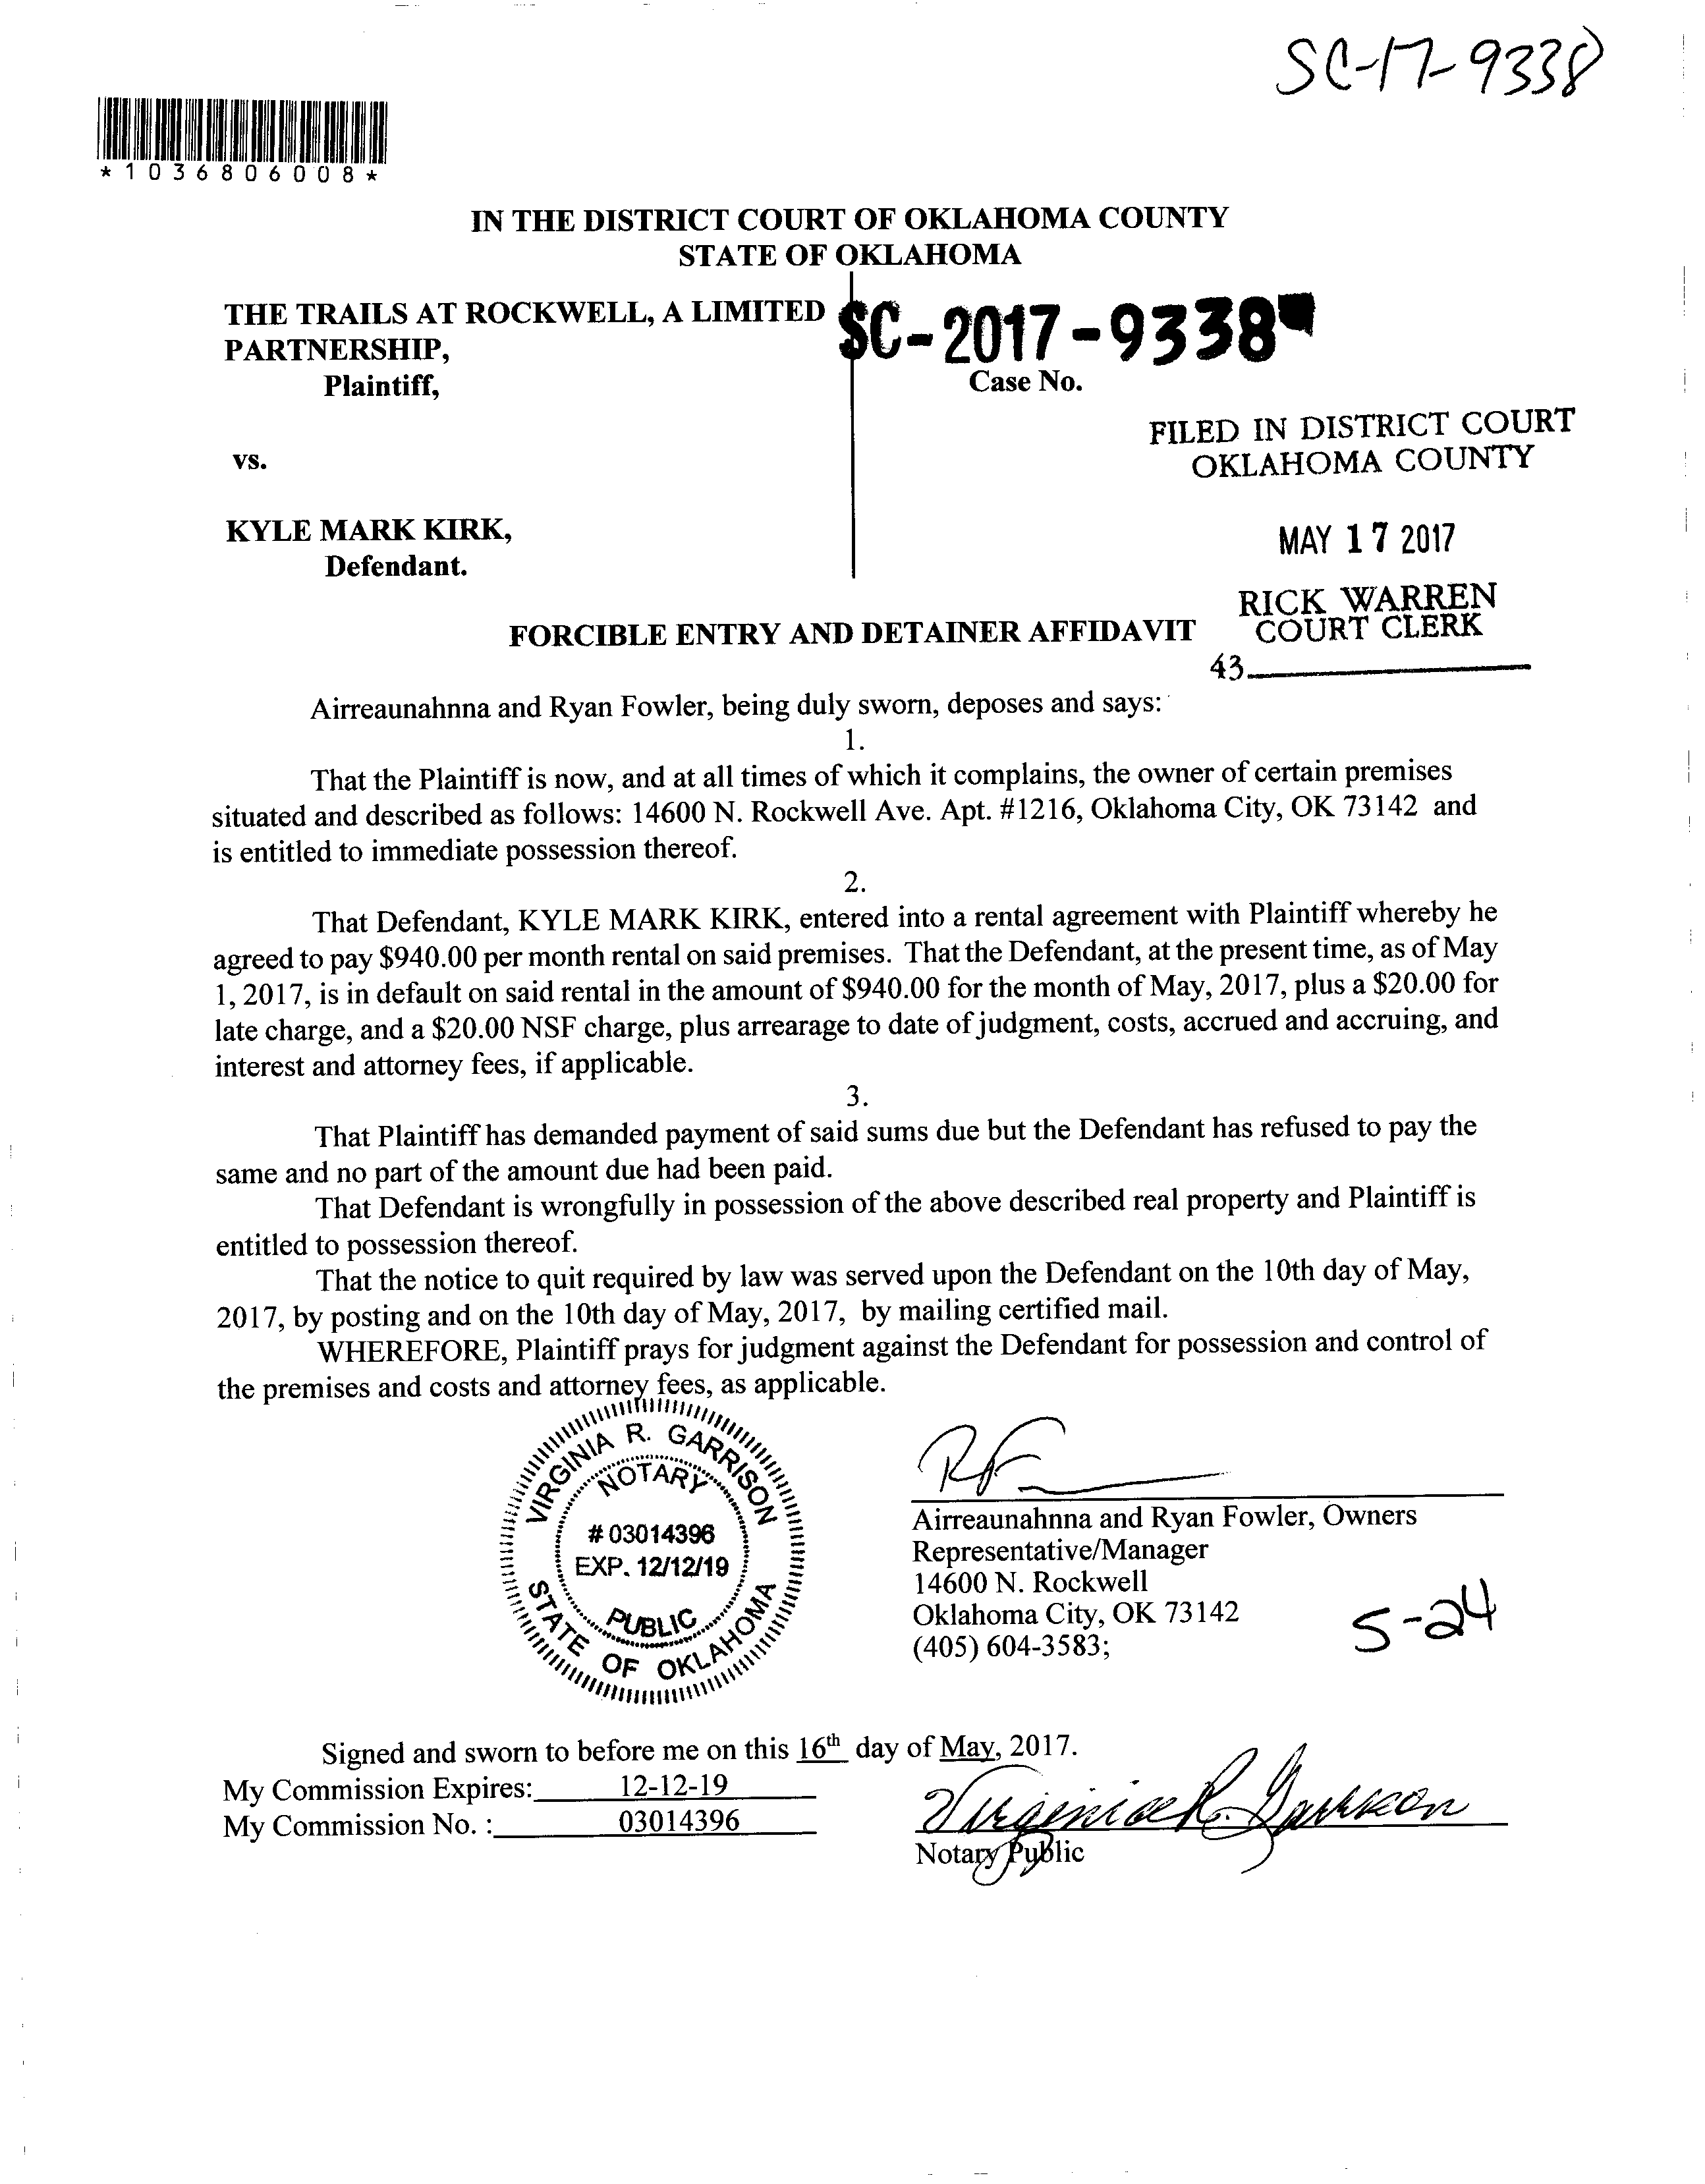 SC-17-9338
*1036806008*
IN THE DISTRICT COURT OF OKLAHOMA COUNTY
STATE OF OKLAHOMA
THE TRAILS AT ROCKWELL, A LIMITED
PARTNERSHIP,
Plaintiff,
SC-2017-9338
Case No.
FILED IN DISTRICT COURT
OKLAHOMA COUNTY
vs.
KYLE MARK KIRK,
Defendant.
MAY 17 2017
RICK WARREN
COURT CLERK
43
FORCIBLE ENTRY AND DETAINER AFFIDAVIT
Airreaunahnna and Ryan Fowler, being duly sworn, deposes and says:
1.
That the Plaintiff is now, and at all times of which it complains, the owner of certain premises
situated and described as follows: 14600 N. Rockwell Ave. Apt. #1216, Oklahoma City, OK 73142 and
is entitled to immediate possession thereof.
2.
That Defendant, KYLE MARK KIRK, entered into a rental agreement with Plaintiff whereby he
agreed to pay $940.00 per month rental on said premises. That the Defendant, at the present time, as of May
1, 2017, is in default on said rental in the amount of $940.00 for the month of May, 2017, plus a $20.00 for
late charge, and a $20.00 NSF charge, plus arrearage to date of judgment, costs, accrued and accruing, and
interest and attorney fees, if applicable.
3.
That Plaintiff has demanded payment of said sums due but the Defendant has refused to pay the
same and no part of the amount due had been paid.
That Defendant is wrongfully in possession of the above described real property and Plaintiff is
entitled to possession thereof.
That the notice to quit required by law was served upon the Defendant on the 10th day of May,
2017, by posting and on the 10th day of May, 2017, by mailing certified mail.
WHEREFORE, Plaintiff prays for judgment against the Defendant for possession and control of
the premises and costs and attorney fees, as applicable.
VIRGINIA R. GARRISON
NOTARY
# 03014396
EXP. 12/12/19
PUBLIC
STATE OF OKLAHOMA
RF
Airreaunahnna and Ryan Fowler, Owners
Representative/Manager
14600 N. Rockwell
Oklahoma City, OK 73142
(405) 604-3583;
5-24
Signed and sworn to before me on this 16th day of May, 2017.
My Commission Expires: 12-12-19
My Commission No. : 03014396
Virginia R. Garrison
Notary Public